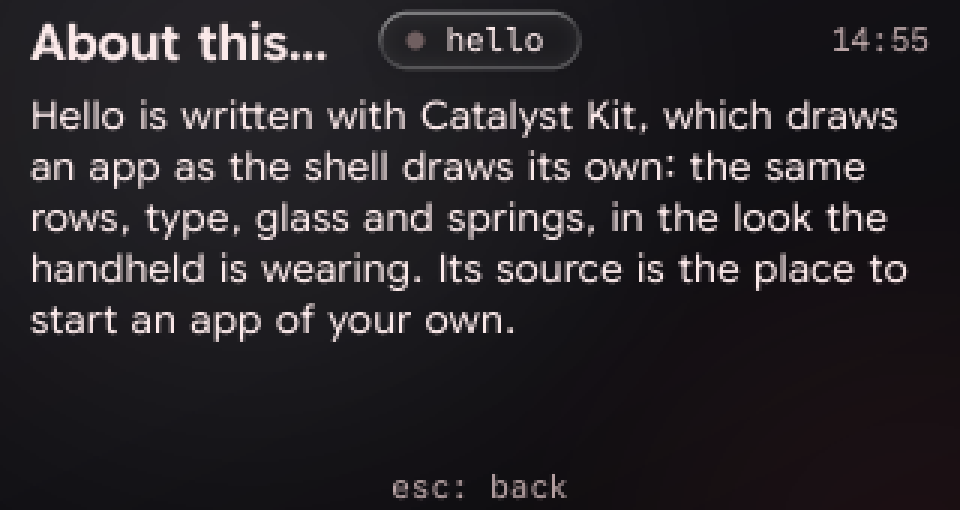 About this...
hello
14:55
Hello is written with Catalyst Kit, which draws
an app as the shell draws its own: the same
rows, type, glass and springs, in the look the
handheld is wearing. Its source is the place to
start an app of your own.
esc: back